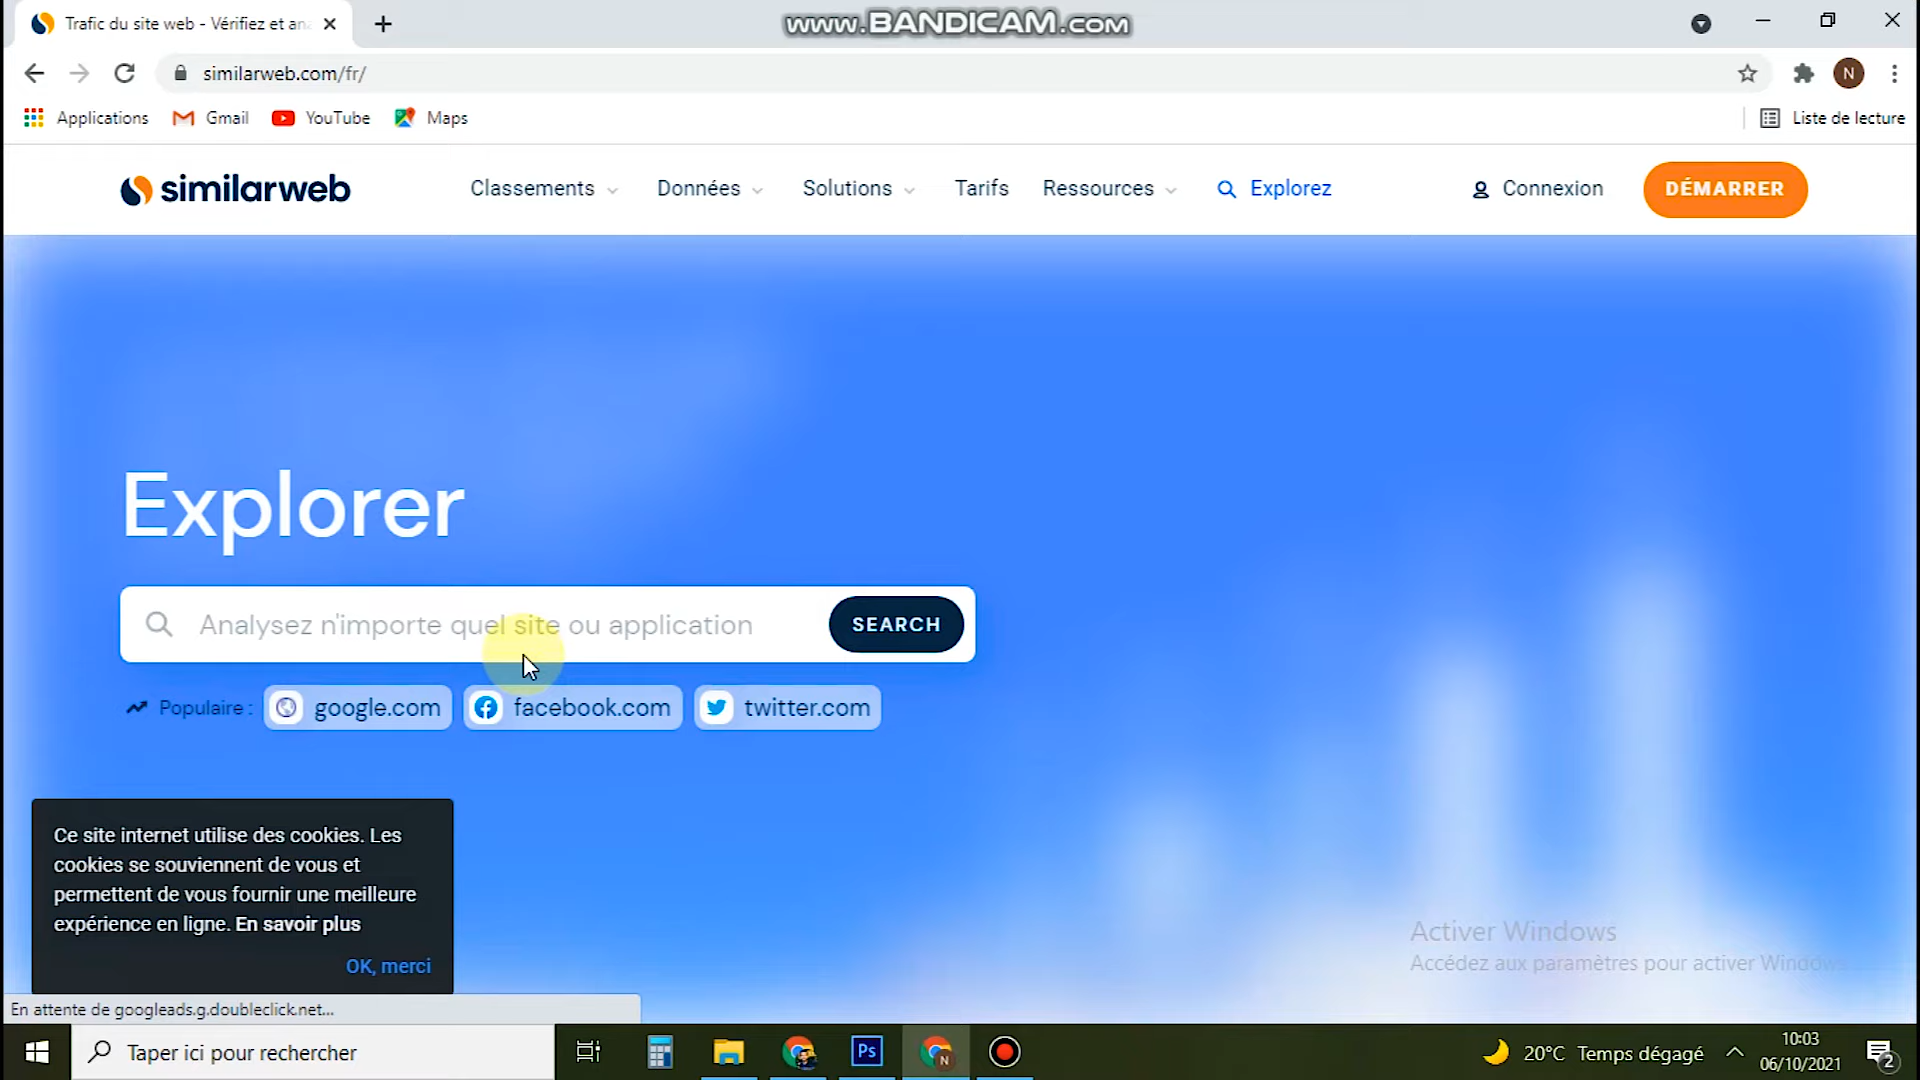 Trafic du site web - Vérifiez et an
www.BANDICAM.com
similarweb.com/fr/
N
Applications
Gmail
YouTube
Maps
Liste de lecture
similarweb
Classements
Données
Solutions
Tarifs
Ressources
Explorez
Connexion
DÉMARRER
Explorer
Analysez n'importe quel site ou application
SEARCH
Populaire :
google.com
facebook.com
twitter.com
Ce site internet utilise des cookies. Les
cookies se souviennent de vous et
permettent de vous fournir une meilleure
expérience en ligne. En savoir plus
OK, merci
Activer Windows
Accédez aux paramètres pour activer Windows
En attente de googleads.g.doubleclick.net...
Taper ici pour rechercher
Ps
N
20°C Temps dégagé
10:03
06/10/2021
2